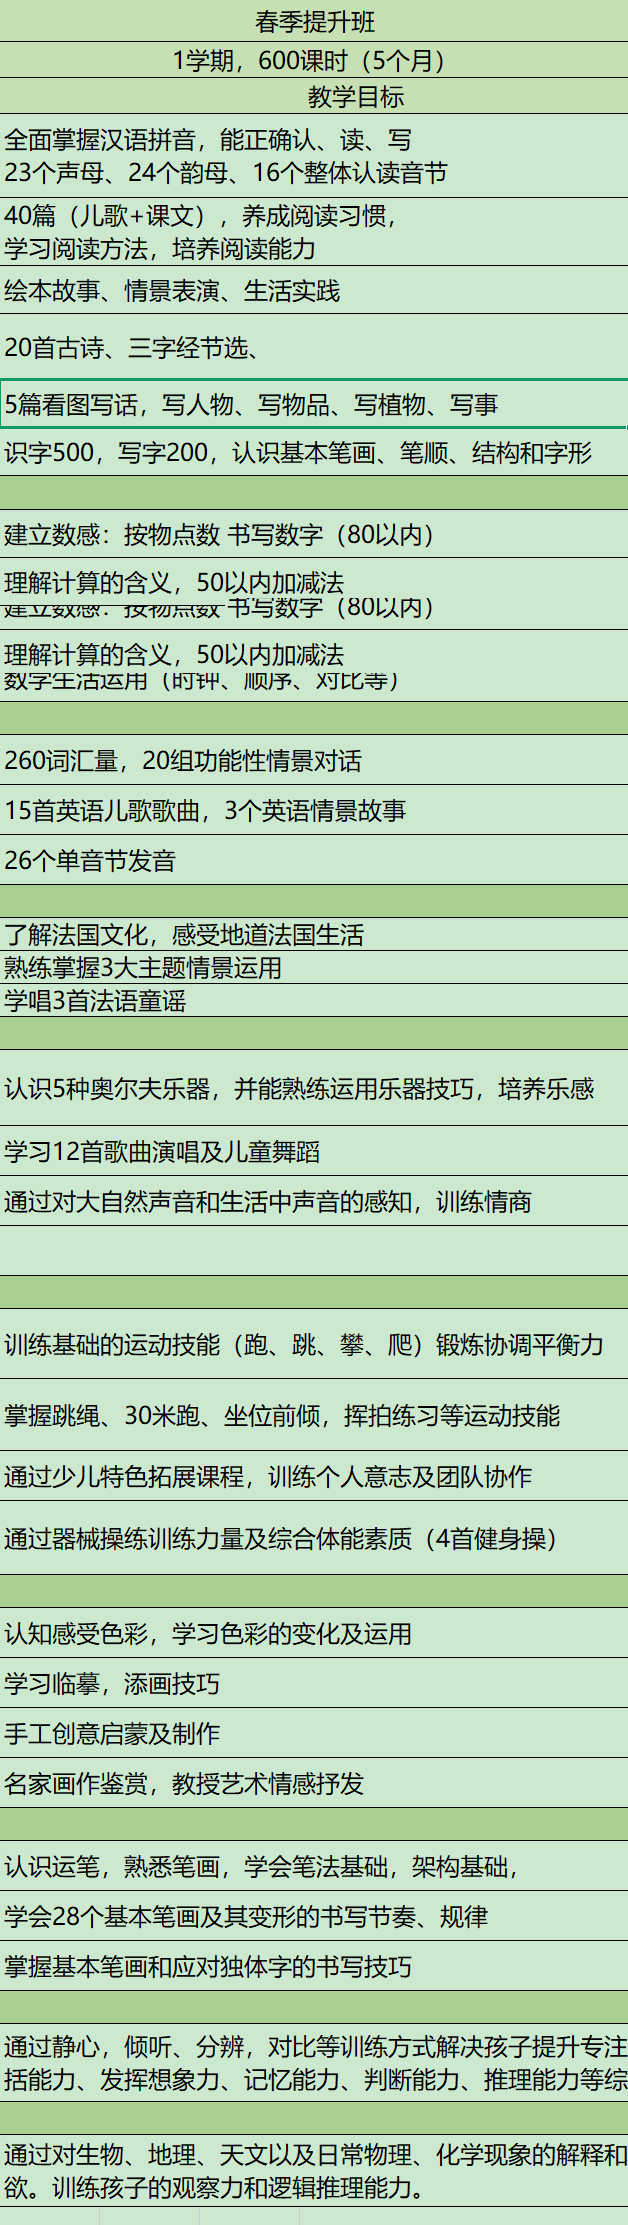 春季提升班
1学期，600课时（5个月）
教学目标
全面掌握汉语拼音，能正确认、读、写
23个声母、24个韵母、16个整体认读音节
40篇（儿歌+课文），养成阅读习惯，
学习阅读方法，培养阅读能力
绘本故事、情景表演、生活实践
20首古诗、三字经节选、
5篇看图写话，写人物、写物品、写植物、写事
识字500，写字200，认识基本笔画、笔顺、结构和字形
建立数感：按物点数 书写数字（80以内）
理解计算的含义，50以内加减法
建立数感：按物点数 书写数字（80以内）
理解计算的含义，50以内加减法
数学生活运用（时钟、顺序、对比等）
260词汇量，20组功能性情景对话
15首英语儿歌歌曲，3个英语情景故事
26个单音节发音
了解法国文化，感受地道法国生活
熟练掌握3大主题情景运用
学唱3首法语童谣
认识5种奥尔夫乐器，并能熟练运用乐器技巧，培养乐感
学习12首歌曲演唱及儿童舞蹈
通过对大自然声音和生活中声音的感知，训练情商
训练基础的运动技能（跑、跳、攀、爬）锻炼协调平衡力
掌握跳绳、30米跑、坐位前倾，挥拍练习等运动技能
通过少儿特色拓展课程，训练个人意志及团队协作
通过器械操练训练力量及综合体能素质（4首健身操）
认知感受色彩，学习色彩的变化及运用
学习临摹，添画技巧
手工创意启蒙及制作
名家画作鉴赏，教授艺术情感抒发
认识运笔，熟悉笔画，学会笔法基础，架构基础，
学会28个基本笔画及其变形的书写节奏、规律
掌握基本笔画和应对独体字的书写技巧
通过静心，倾听、分辨，对比等训练方式解决孩子提升专注
括能力、发挥想象力、记忆能力、判断能力、推理能力等综
通过对生物、地理、天文以及日常物理、化学现象的解释和
欲。训练孩子的观察力和逻辑推理能力。